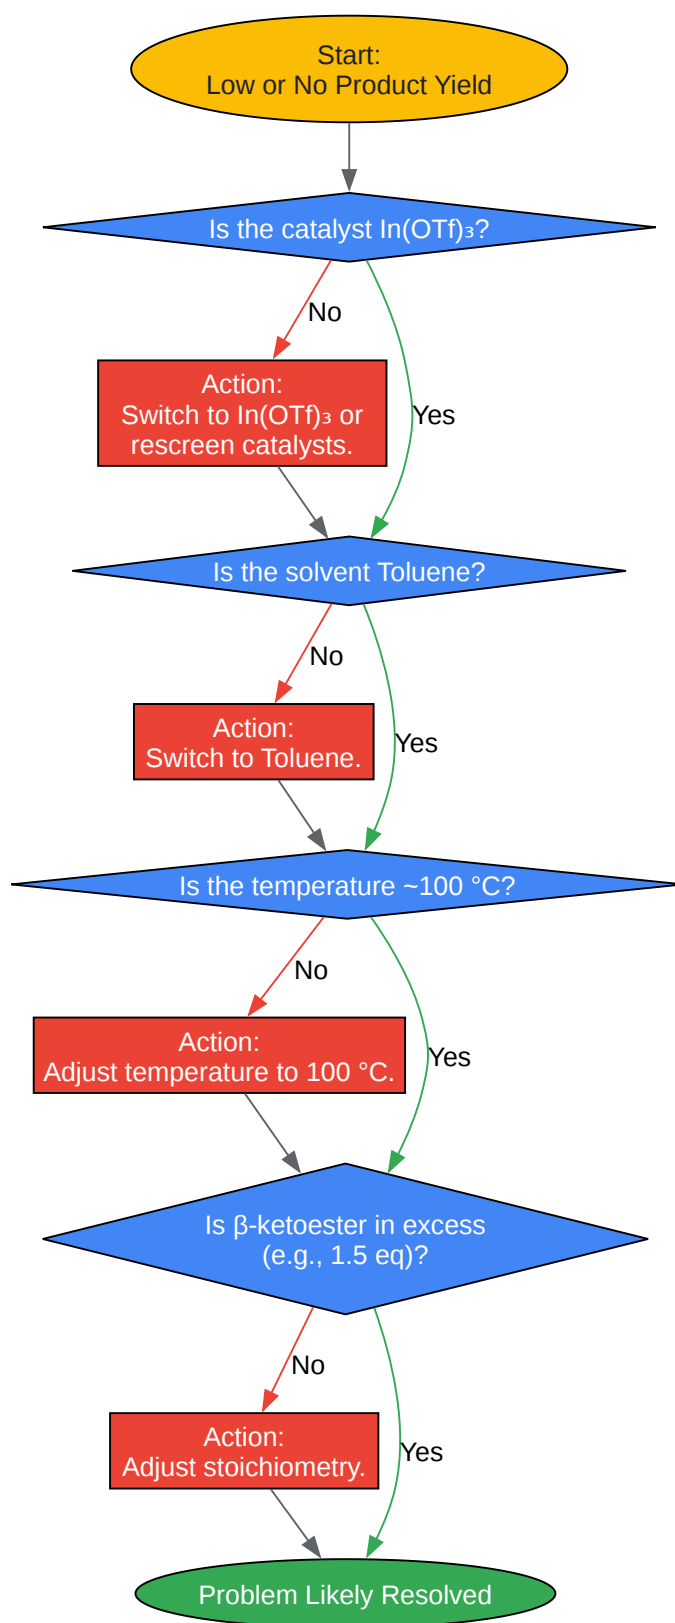 Start:
Low or No Product Yield
Is the catalyst In(OTf)₃?
No
Action:
Switch to In(OTf)₃ or
rescreen catalysts.
Yes
Is the solvent Toluene?
No
Action:
Switch to Toluene.
Yes
Is the temperature ~100 °C?
No
Action:
Adjust temperature to 100 °C.
Yes
Is β-ketoester in excess
(e.g., 1.5 eq)?
No
Action:
Adjust stoichiometry.
Yes
Problem Likely Resolved